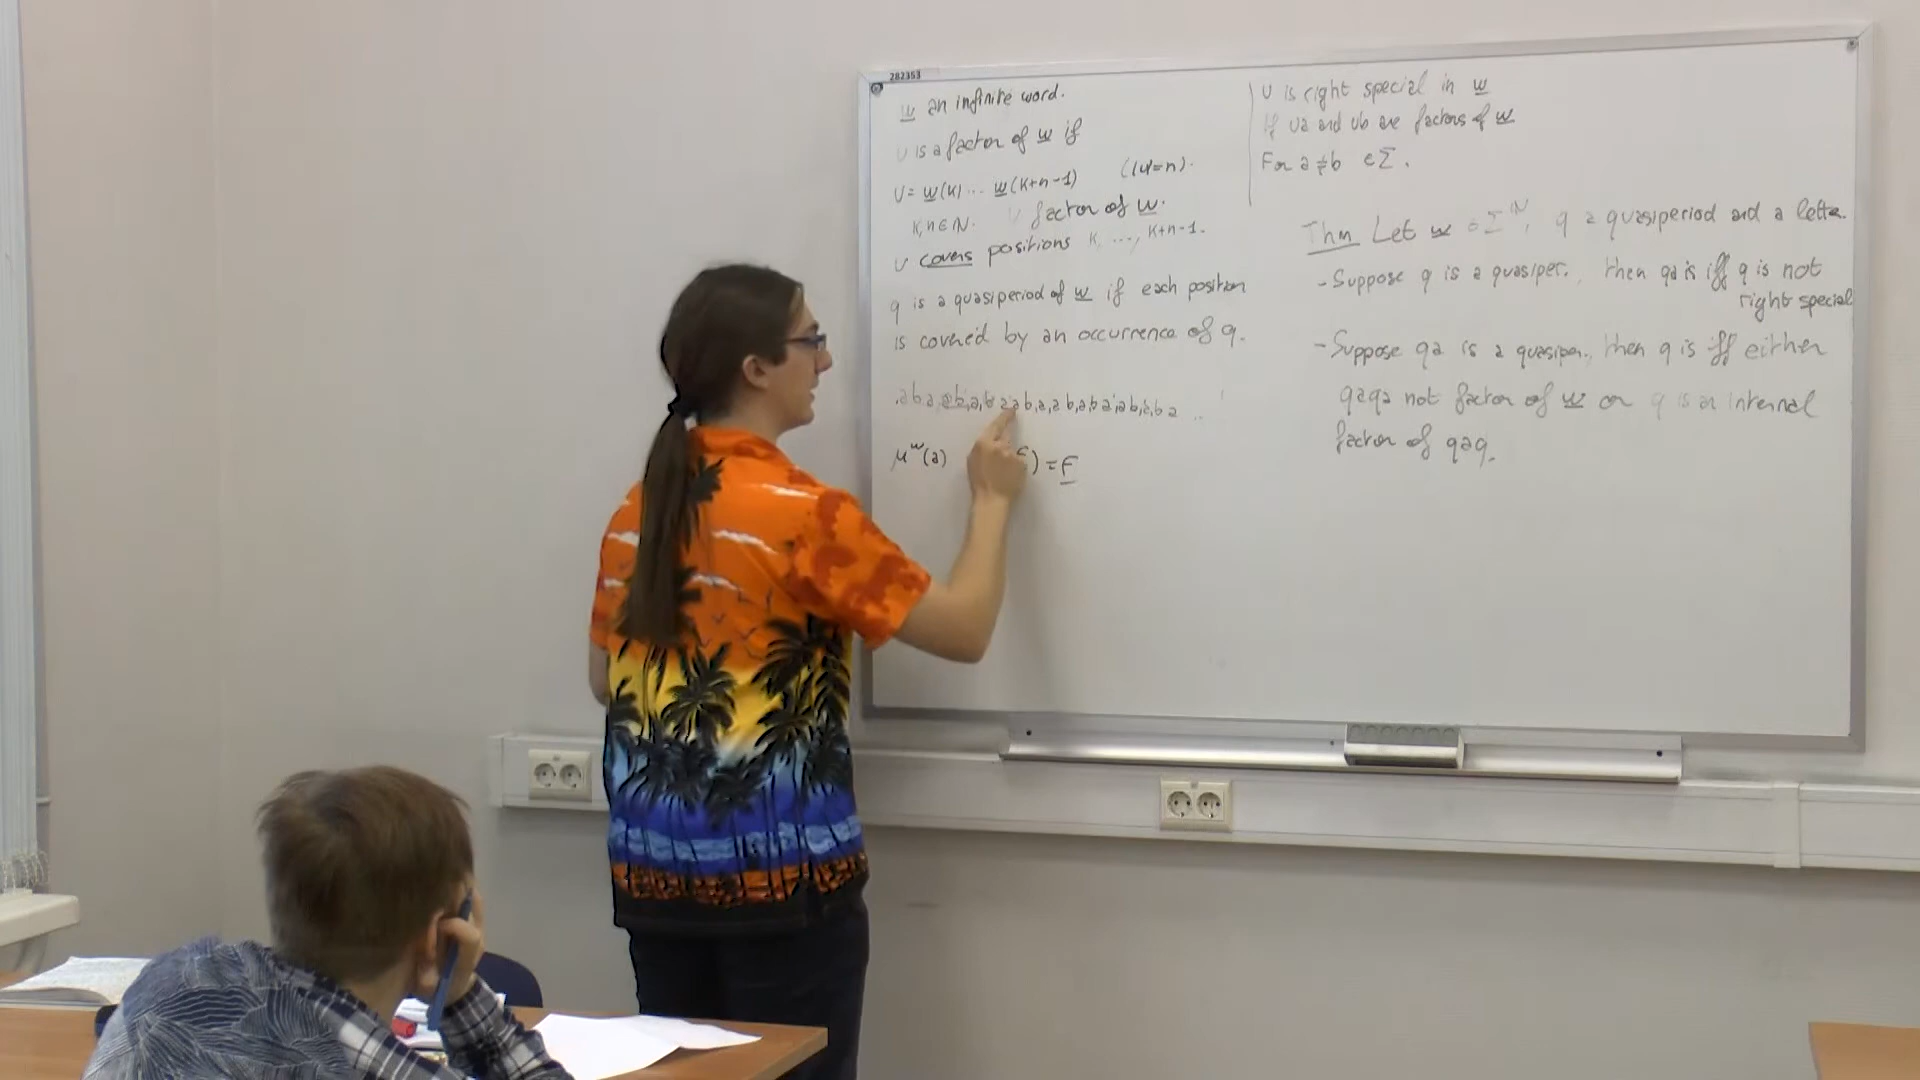 282353
w an infinite word.
U is a factor of w if
U = w(k) ... w(k+n-1) (|u|=n).
k, n ∈ ℕ. factor of w.
U covers positions k, ..., k+n-1.
q is a quasiperiod of w if each position
is covered by an occurrence of q.
μ^ω(a) ) = F
U is right special in w
if Ua and Ub are factors of w
For a ≠ b ∈ Σ.
Thm Let w ∈ Σ^ℕ, q a quasiperiod and a letter.
- Suppose q is a quasiper., then qa is iff q is not
right special
- Suppose qa is a quasiper., then q is iff either
qaqa not factor of w or q is an internal
factor of qaq.